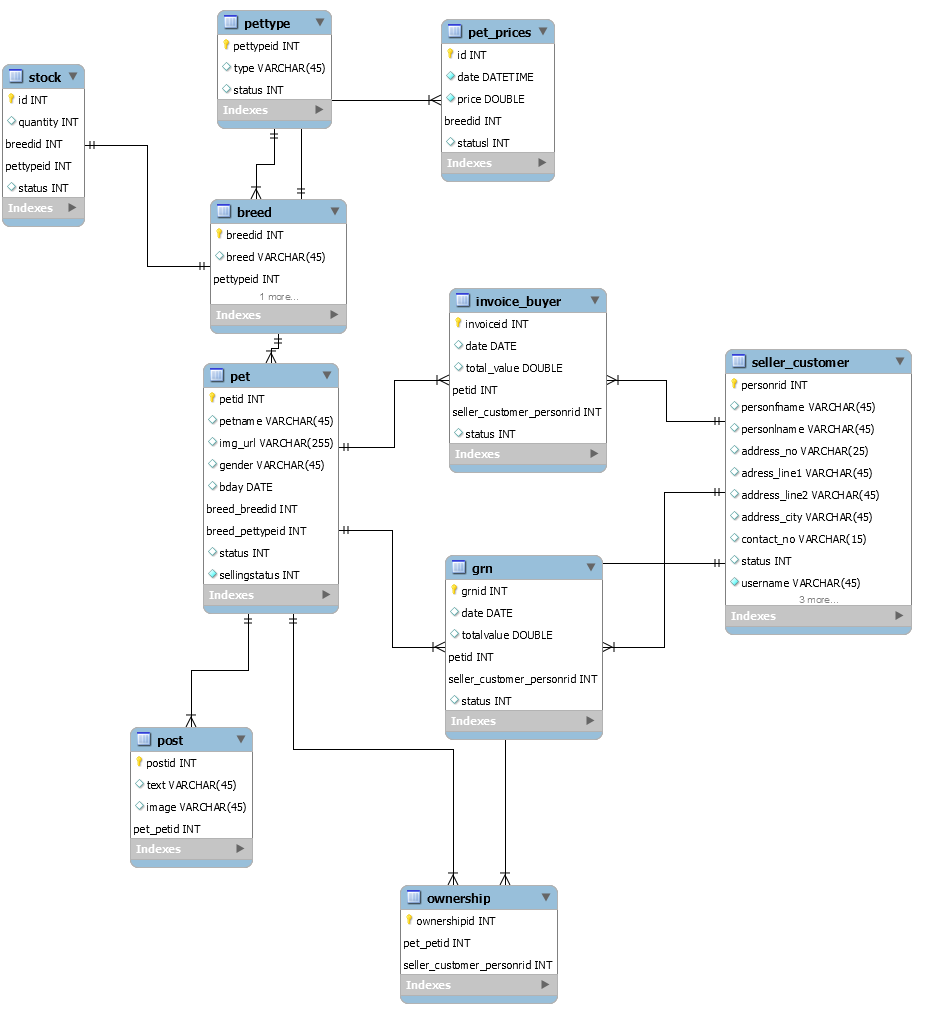 pettype
pettypeid INT
type VARCHAR(45)
status INT
Indexes
pet_prices
id INT
date DATETIME
price DOUBLE
breedid INT
statusl INT
Indexes
stock
id INT
quantity INT
breedid INT
pettypeid INT
status INT
Indexes
breed
breedid INT
breed VARCHAR(45)
pettypeid INT
1 more...
Indexes
invoice_buyer
invoiceid INT
date DATE
total_value DOUBLE
petid INT
seller_customer_personrid INT
status INT
Indexes
seller_customer
personrid INT
personfname VARCHAR(45)
personlname VARCHAR(45)
address_no VARCHAR(25)
adress_line1 VARCHAR(45)
address_line2 VARCHAR(45)
address_city VARCHAR(45)
contact_no VARCHAR(15)
status INT
username VARCHAR(45)
3 more...
Indexes
pet
petid INT
petname VARCHAR(45)
img_url VARCHAR(255)
gender VARCHAR(45)
bday DATE
breed_breedid INT
breed_pettypeid INT
status INT
sellingstatus INT
Indexes
grn
grnid INT
date DATE
totalvalue DOUBLE
petid INT
seller_customer_personrid INT
status INT
Indexes
post
postid INT
text VARCHAR(45)
image VARCHAR(45)
pet_petid INT
Indexes
ownership
ownershipid INT
pet_petid INT
seller_customer_personrid INT
Indexes